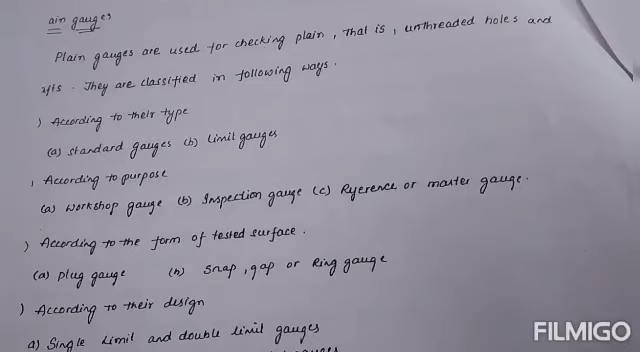 ain gauges
Plain gauges are used for checking plain, That is, unthreaded holes and
fts. They are classified in following ways.
) According to their type
(a) standard gauges (b) limit gauges
) According to purpose
(a) workshop gauge (b) Inspection gauge (c) Reference or master gauge.
) According to the form of tested surface.
(a) plug gauge (b) Snap, gap or Ring gauge
) According to their design
a) Single limit and double limit gauges
FILMIGO